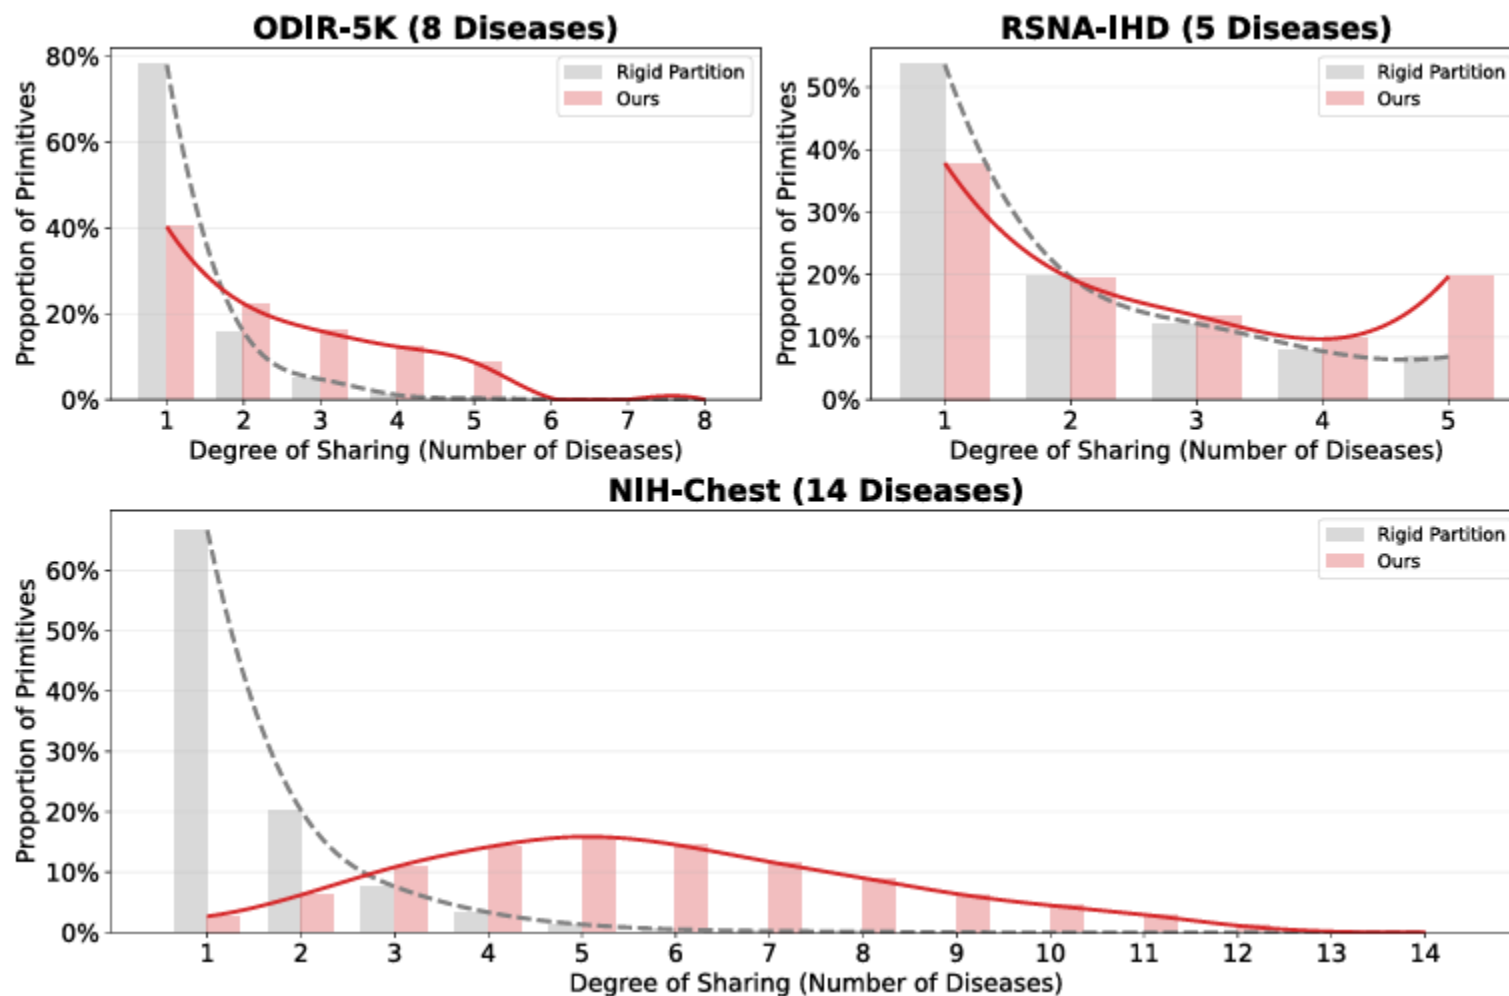 ODlR-5K (8 Diseases)
Proportion of Primitives
80%
60%
40%
20%
0%
Rigid Partition
Ours
1 2 3 4 5 6 7 8
Degree of Sharing (Number of Diseases)
RSNA-lHD (5 Diseases)
Proportion of Primitives
50%
40%
30%
20%
10%
0%
Rigid Partition
Ours
1 2 3 4 5
Degree of Sharing (Number of Diseases)
NlH-Chest (14 Diseases)
Proportion of Primitives
60%
50%
40%
30%
20%
10%
0%
Rigid Partition
Ours
1 2 3 4 5 6 7 8 9 10 11 12 13 14
Degree of Sharing (Number of Diseases)